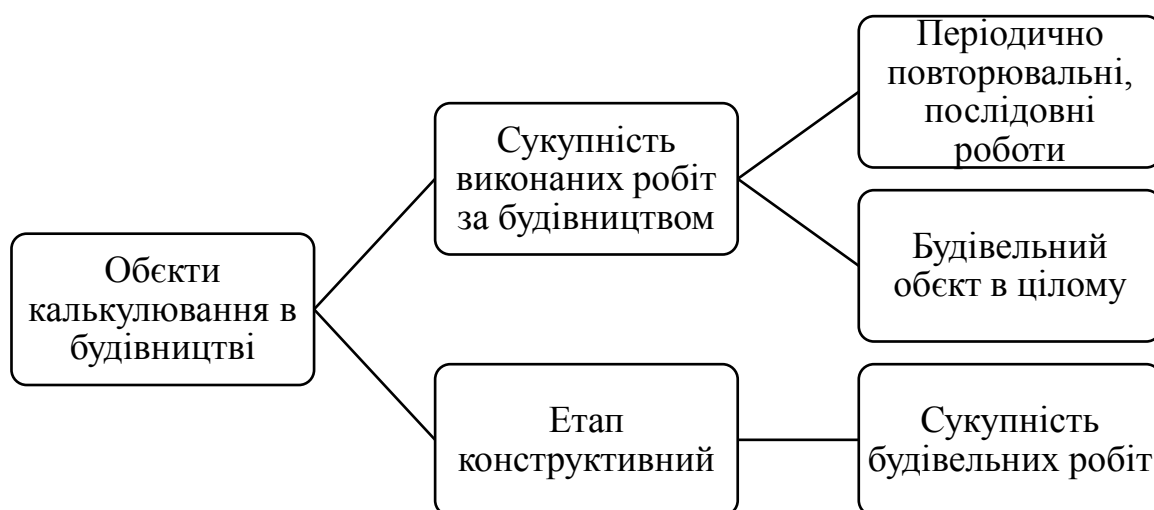 Обєкти
калькулювання в
будівництві
Сукупність
виконаних робіт
за будівництвом
Періодично
повторювальні,
послідовні
роботи
Будівельний
обєкт в цілому
Етап
конструктивний
Сукупність
будівельних робіт